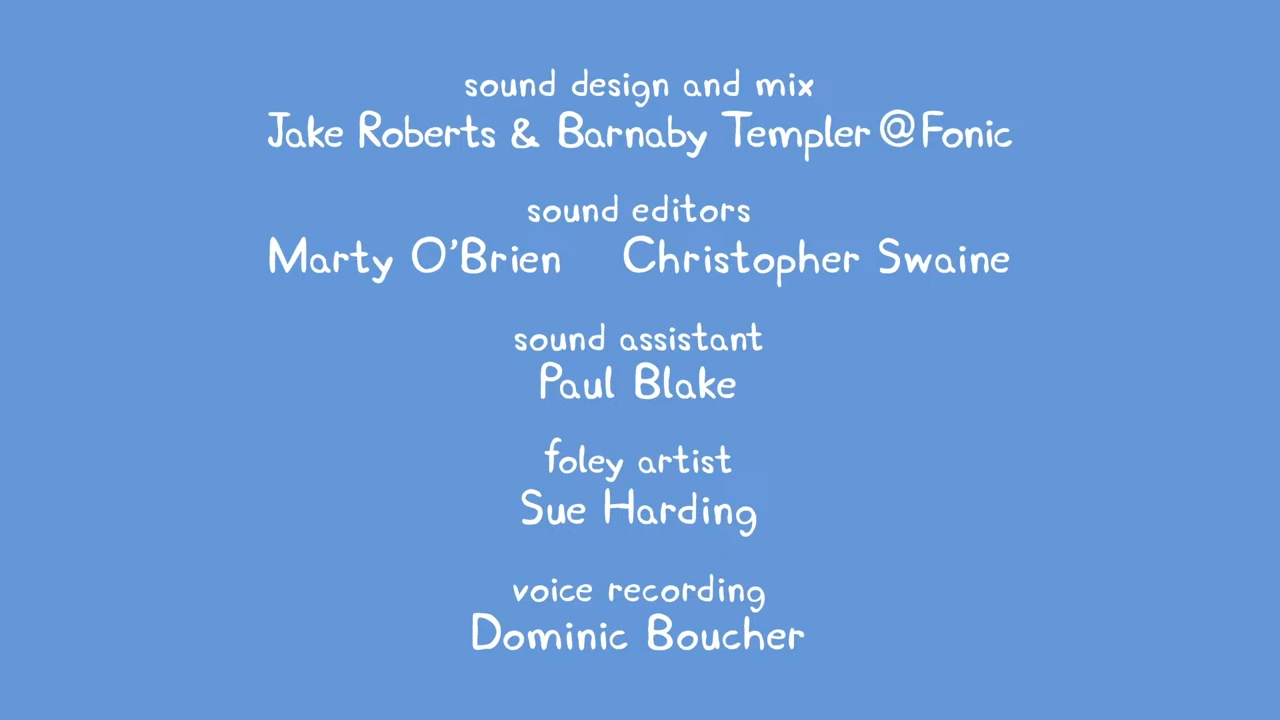 sound design and mix
Jake Roberts & Barnaby Templer @ Fonic
sound editors
Marty O'Brien Christopher Swaine
sound assistant
Paul Blake
foley artist
Sue Harding
voice recording
Dominic Boucher